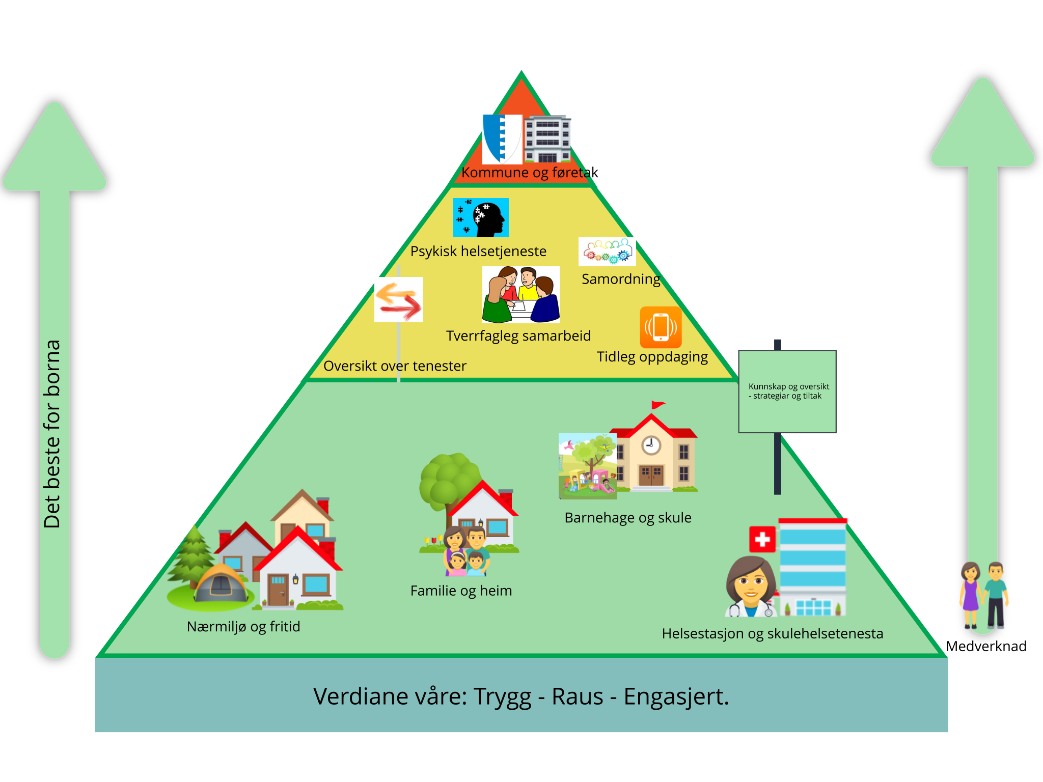 Kommune og føretak
Psykisk helsetjeneste
Samordning
Tverrfagleg samarbeid
Tidleg oppdaging
Oversikt over tenester
Kunnskap og oversikt
- strategiar og tiltak
Det beste for borna
Barnehage og skule
Familie og heim
Nærmiljø og fritid
Helsestasjon og skulehelsetenesta
Medverknad
Verdiane våre: Trygg - Raus - Engasjert.